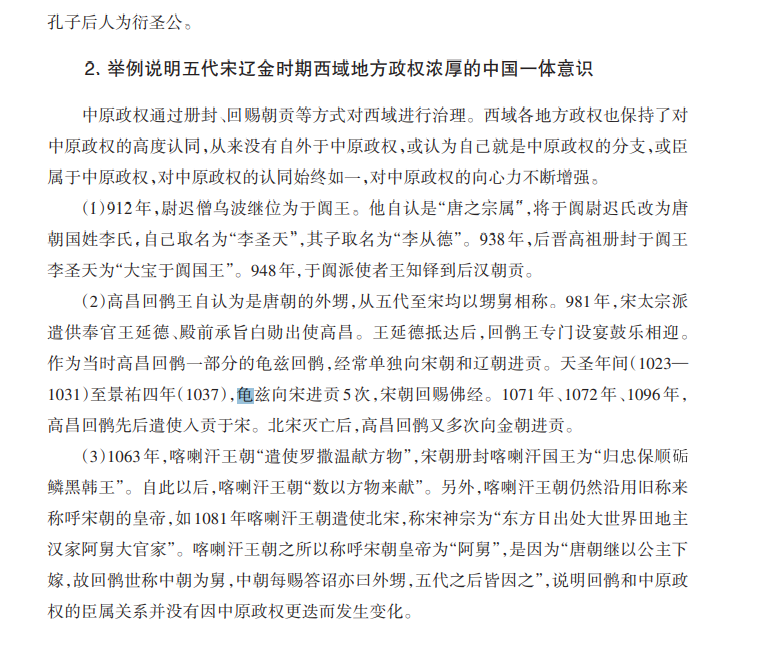 孔子后人为衍圣公。
2. 举例说明五代宋辽金时期西域地方政权浓厚的中国一体意识
中原政权通过册封、回赐朝贡等方式对西域进行治理。西域各地方政权也保持了对
中原政权的高度认同,从来没有自外于中原政权,或认为自己就是中原政权的分支,或臣
属于中原政权,对中原政权的认同始终如一,对中原政权的向心力不断增强。
(1)912年,尉迟僧乌波继位为于阗王。他自认是“唐之宗属”,将于阗尉迟氏改为唐
朝国姓李氏,自己取名为“李圣天”,其子取名为“李从德”。938年,后晋高祖册封于阗王
李圣天为“大宝于阗国王”。948年,于阗派使者王知铎到后汉朝贡。
(2)高昌回鹘王自认为是唐朝的外甥,从五代至宋均以甥舅相称。981年,宋太宗派
遣供奉官王延德、殿前承旨白勋出使高昌。王延德抵达后,回鹘王专门设宴鼓乐相迎。
作为当时高昌回鹘一部分的龟兹回鹘,经常单独向宋朝和辽朝进贡。天圣年间(1023—
1031)至景祐四年(1037),龟兹向宋进贡5次,宋朝回赐佛经。1071年、1072年、1096年,
高昌回鹘先后遣使入贡于宋。北宋灭亡后,高昌回鹘又多次向金朝进贡。
(3)1063年,喀喇汗王朝“遣使罗撒温献方物”,宋朝册封喀喇汗国王为“归忠保顺𥐻
鳞黑韩王”。自此以后,喀喇汗王朝“数以方物来献”。另外,喀喇汗王朝仍然沿用旧称来
称呼宋朝的皇帝,如1081年喀喇汗王朝遣使北宋,称宋神宗为“东方日出处大世界田地主
汉家阿舅大官家”。喀喇汗王朝之所以称呼宋朝皇帝为“阿舅”,是因为“唐朝继以公主下
嫁,故回鹘世称中朝为舅,中朝每赐答诏亦曰外甥,五代之后皆因之”,说明回鹘和中原政
权的臣属关系并没有因中原政权更迭而发生变化。